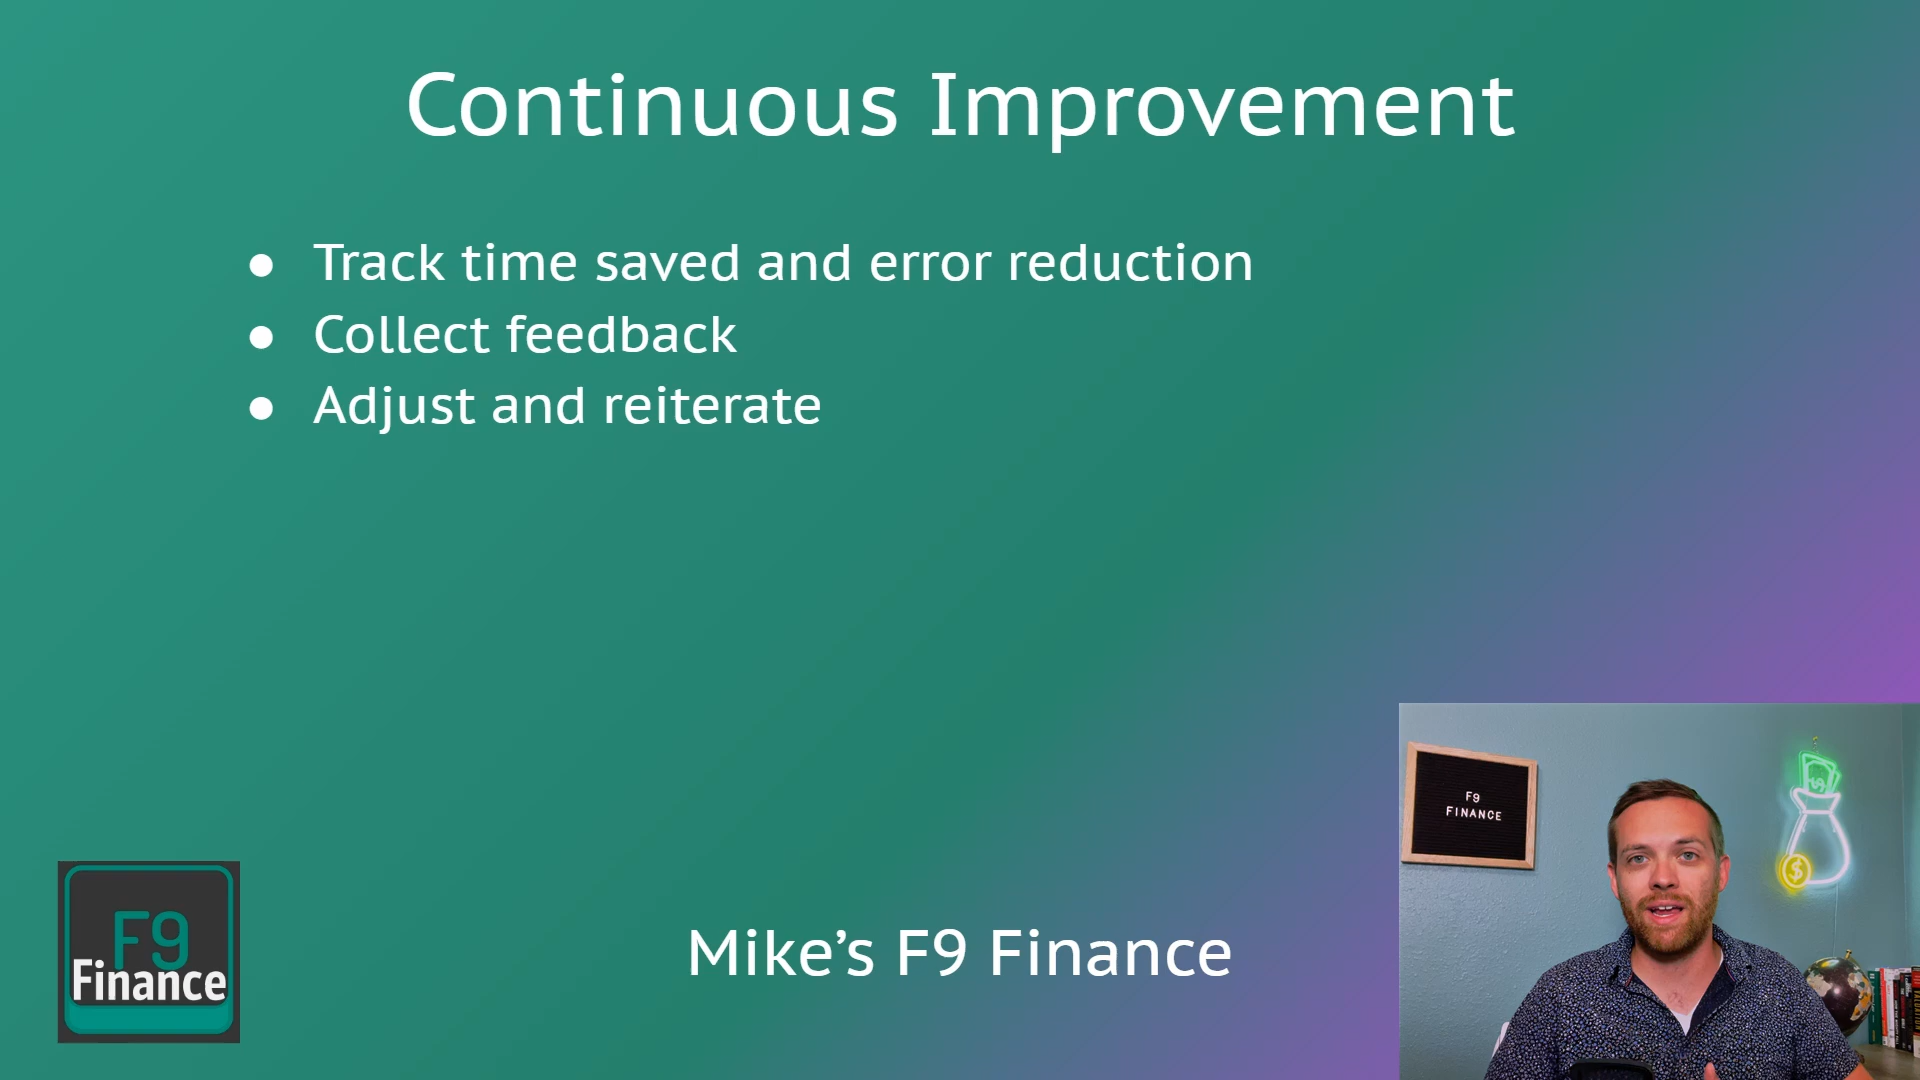 Continuous Improvement
● Track time saved and error reduction
● Collect feedback
● Adjust and reiterate
F9
FINANCE
$
F9
Finance
Mike’s F9 Finance